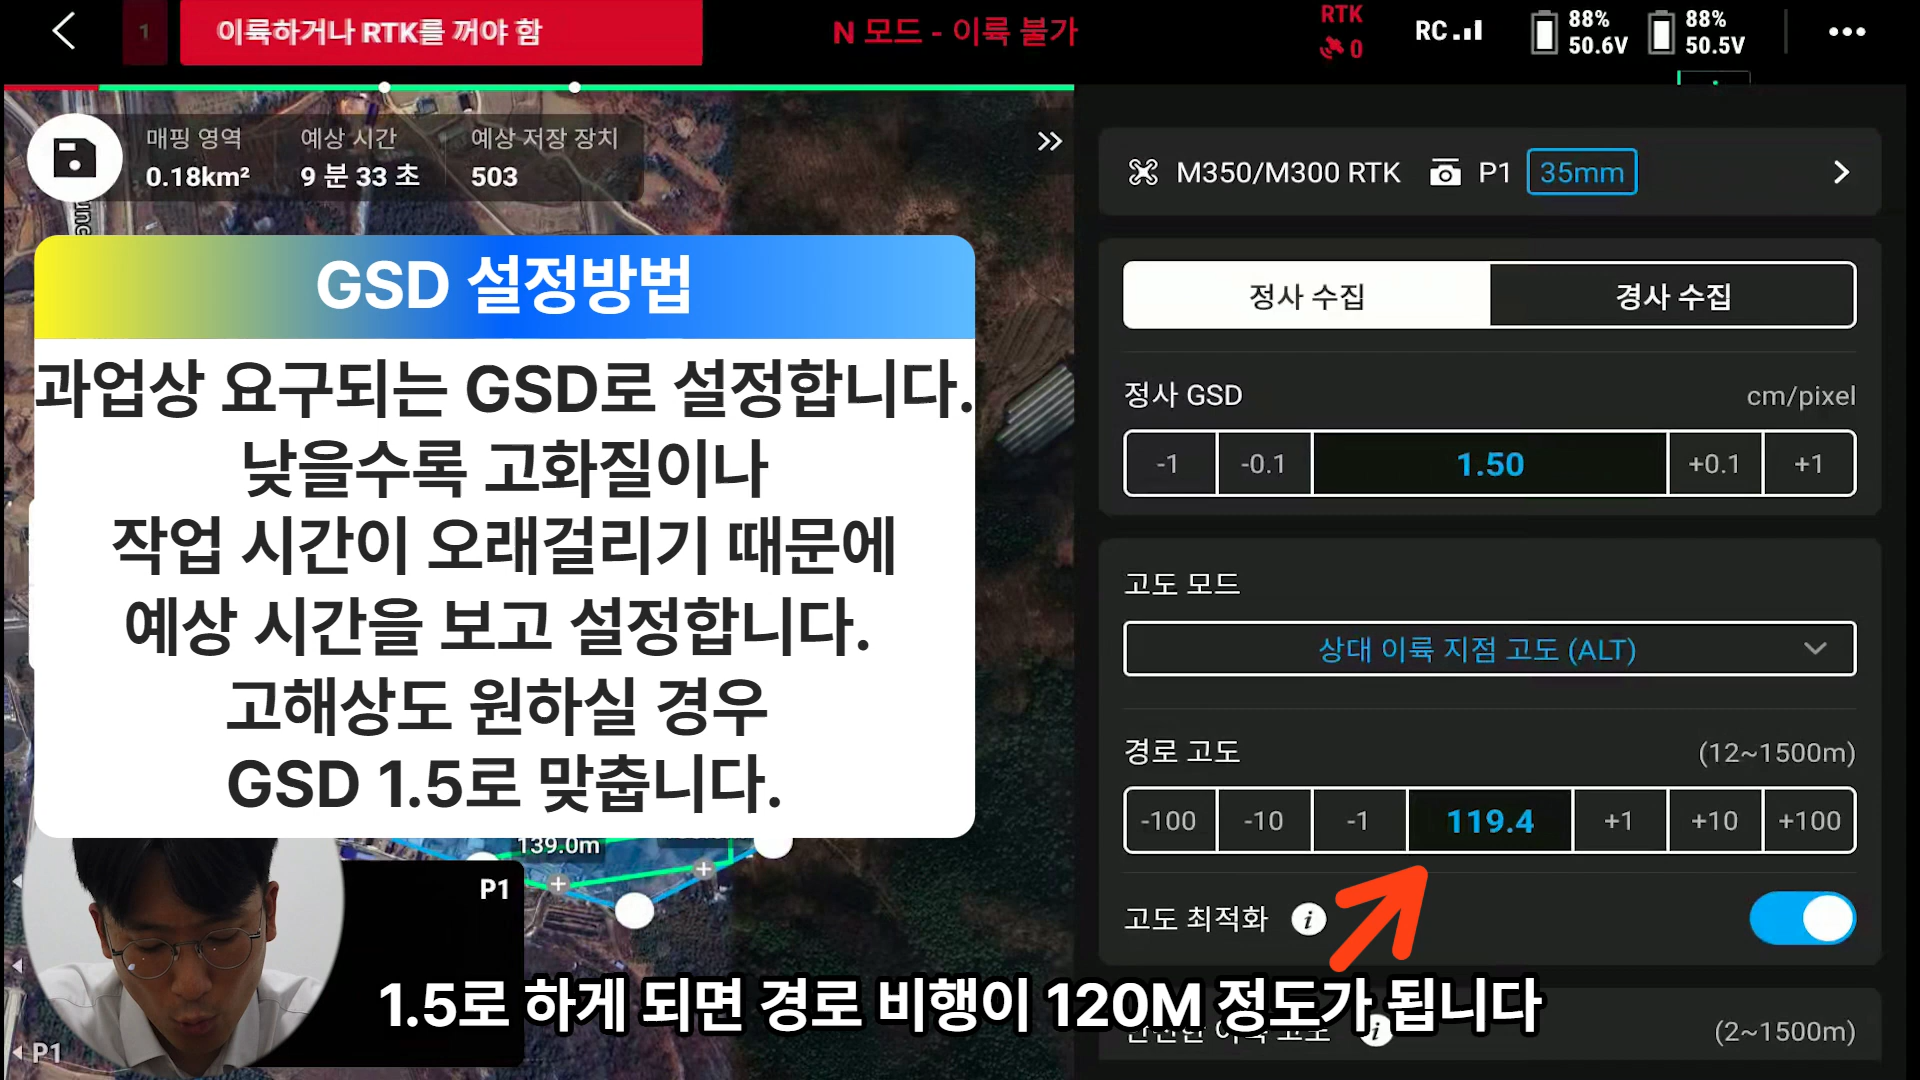 1
이륙하거나 RTK를 꺼야 함
N 모드 - 이륙 불가
RTK
0
RC
88%
50.6V
88%
50.5V
매핑 영역
0.18km²
예상 시간
9 분 33 초
예상 저장 장치
503
M350/M300 RTK
P1
35mm
GSD 설정방법
과업상 요구되는 GSD로 설정합니다.
낮을수록 고화질이나
작업 시간이 오래걸리기 때문에
예상 시간을 보고 설정합니다.
고해상도 원하실 경우
GSD 1.5로 맞춥니다.
정사 수집
경사 수집
정사 GSD
cm/pixel
-1
-0.1
1.50
+0.1
+1
고도 모드
상대 이륙 지점 고도 (ALT)
경로 고도
(12~1500m)
-100
-10
-1
119.4
+1
+10
+100
고도 최적화
139.0m
P1
1.5로 하게 되면 경로 비행이 120M 정도가 됩니다
(2~1500m)
P1